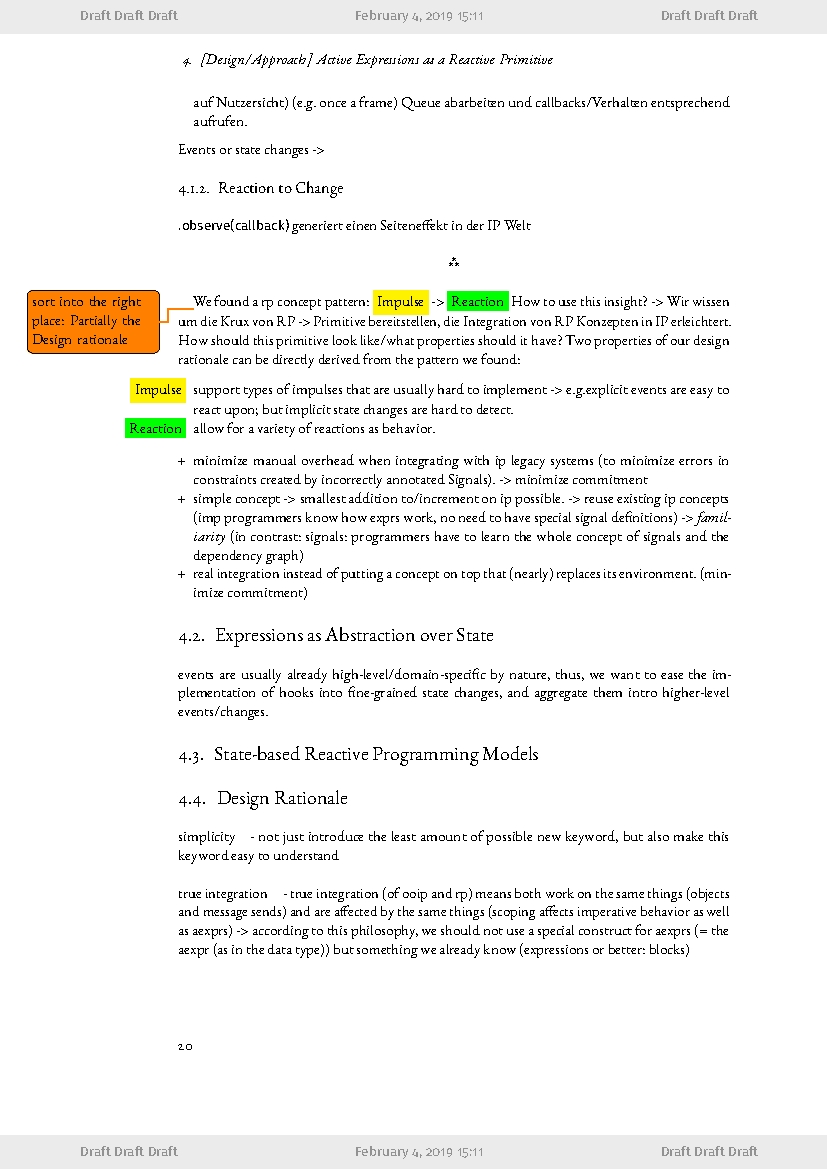 Draft Draft Draft February 4, 2019 15:11 Draft Draft Draft
4. [Design/Approach] Active Expressions as a Reactive Primitive
auf Nutzersicht) (e.g. once a frame) Queue abarbeiten und callbacks/Verhalten entsprechend
aufrufen.
Events or state changes ->
4.1.2. Reaction to Change
.observe(callback) generiert einen Seiteneffekt in der IP Welt
⁂
sort into the right
place: Partially the
Design rationale
We found a rp concept pattern: Impulse -> Reaction How to use this insight? -> Wir wissen
um die Krux von RP -> Primitive bereitstellen, die Integration von RP Konzepten in IP erleichtert.
How should this primitive look like/what properties should it have? Two properties of our design
rationale can be directly derived from the pattern we found:
Impulse support types of impulses that are usually hard to implement -> e.g.explicit events are easy to
react upon; but implicit state changes are hard to detect.
Reaction allow for a variety of reactions as behavior.
+ minimize manual overhead when integrating with ip legacy systems (to minimize errors in
constraints created by incorrectly annotated Signals). -> minimize commitment
+ simple concept -> smallest addition to/increment on ip possible. -> reuse existing ip concepts
(imp programmers know how exprs work, no need to have special signal definitions) -> famil-
iarity (in contrast: signals: programmers have to learn the whole concept of signals and the
dependency graph)
+ real integration instead of putting a concept on top that (nearly) replaces its environment. (min-
imize commitment)
4.2. Expressions as Abstraction over State
events are usually already high-level/domain-specific by nature, thus, we want to ease the im-
plementation of hooks into fine-grained state changes, and aggregate them intro higher-level
events/changes.
4.3. State-based Reactive Programming Models
4.4. Design Rationale
simplicity - not just introduce the least amount of possible new keyword, but also make this
keyword easy to understand
true integration - true integration (of ooip and rp) means both work on the same things (objects
and message sends) and are affected by the same things (scoping affects imperative behavior as well
as aexprs) -> according to this philosophy, we should not use a special construct for aexprs (= the
aexpr (as in the data type)) but something we already know (expressions or better: blocks)
20
Draft Draft Draft February 4, 2019 15:11 Draft Draft Draft